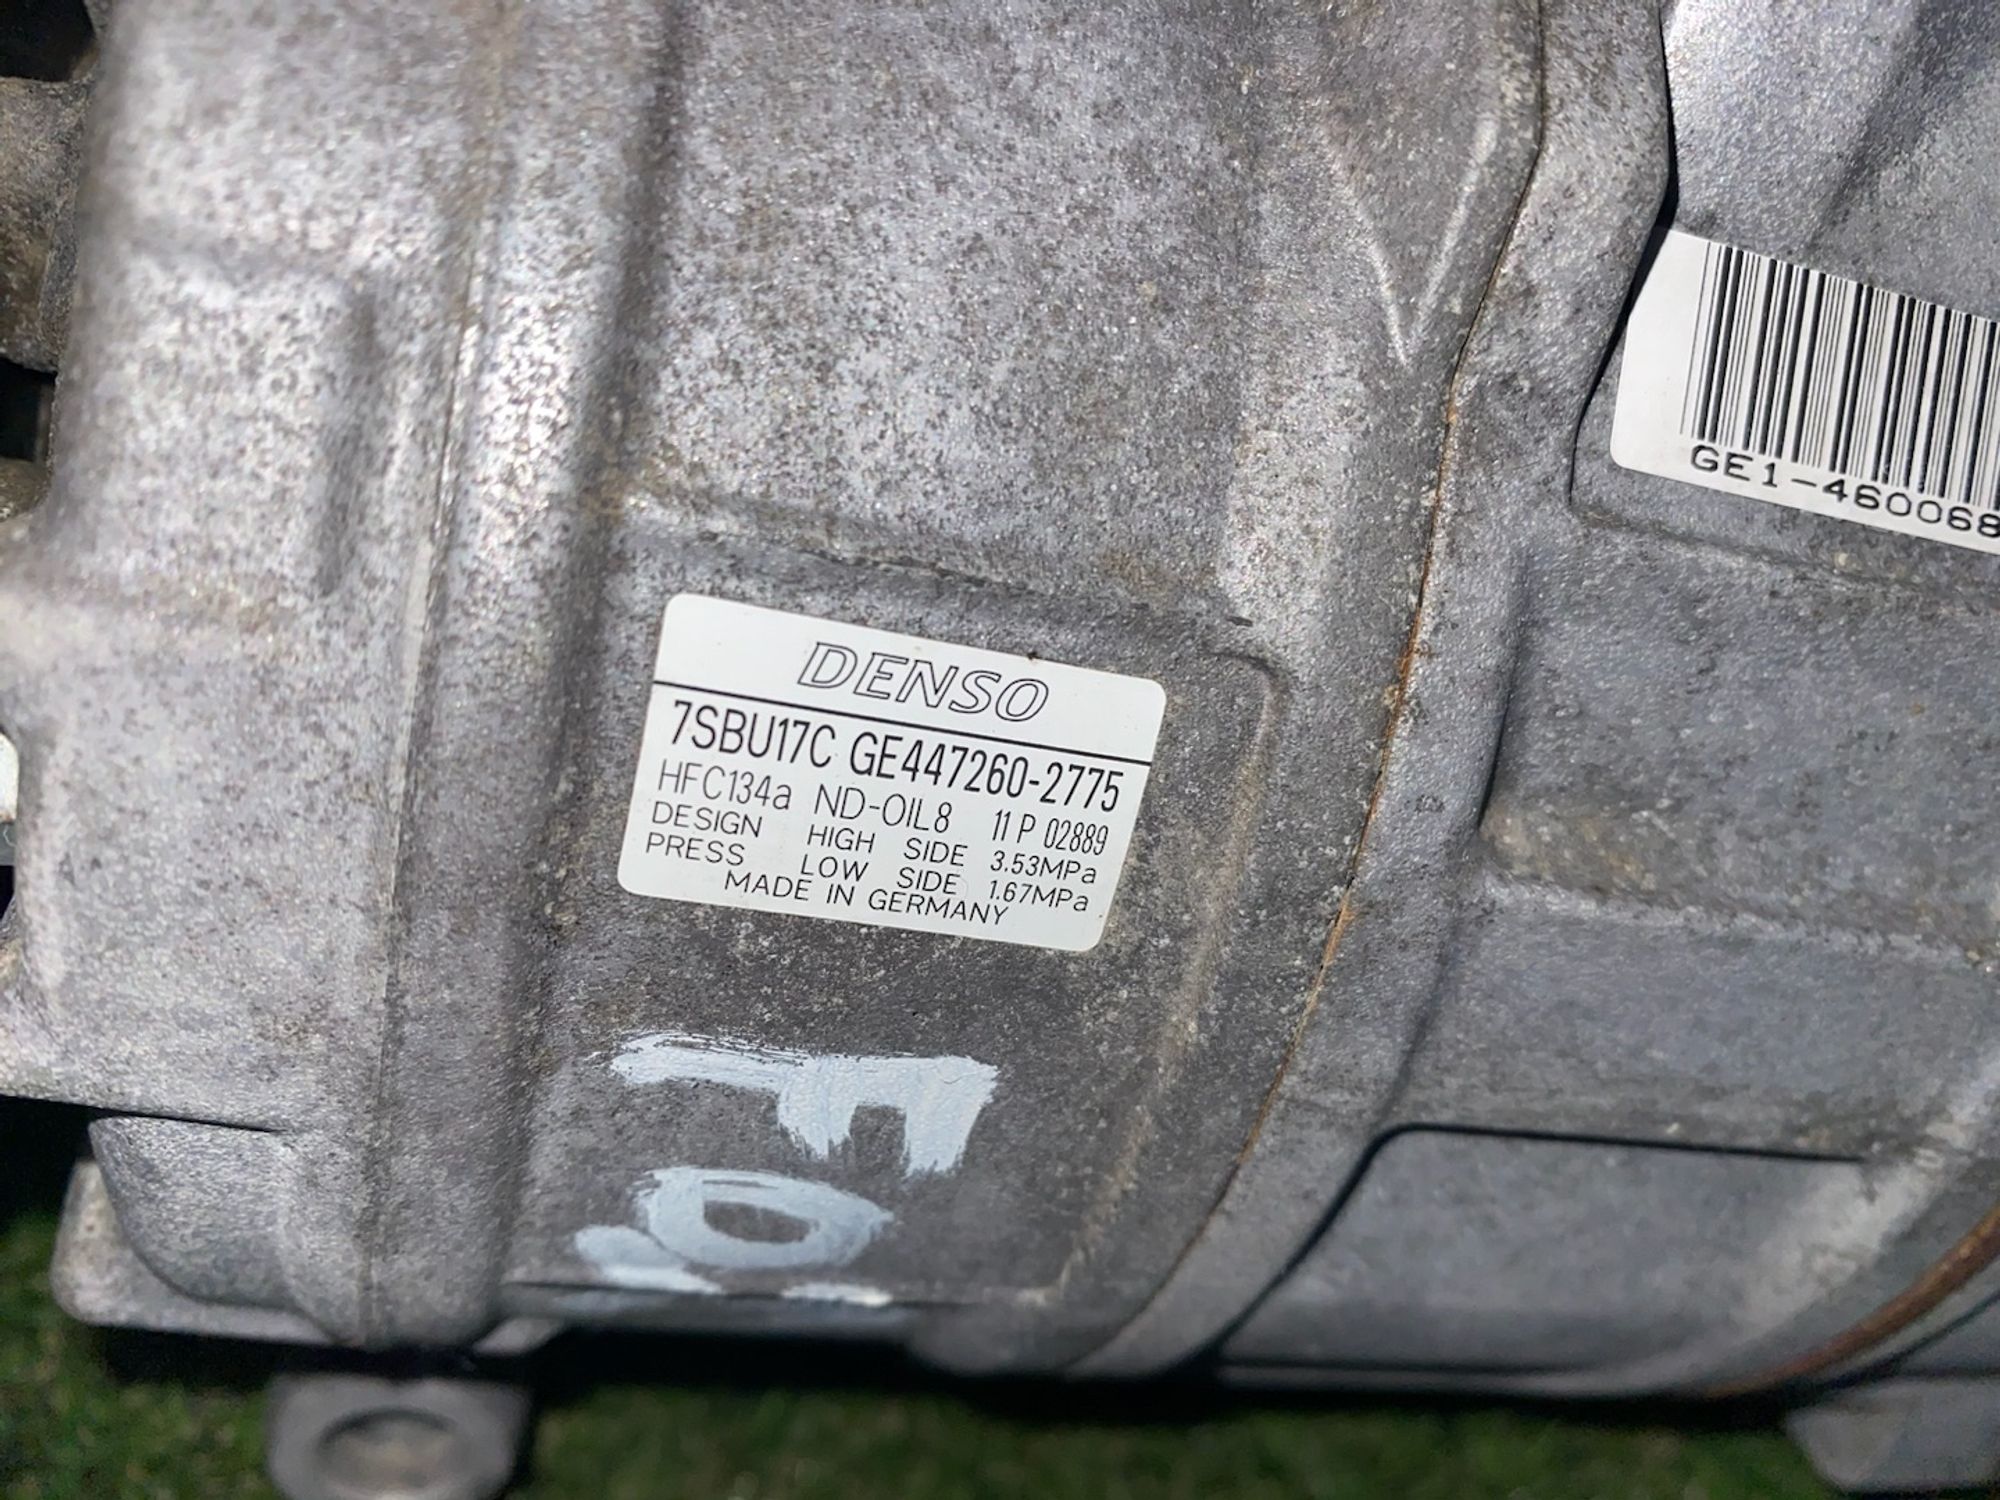 GE1-460068
DENSO
7SBU17C GE447260-2775
HFC134a ND-OIL8 11 P 02889
DESIGN HIGH SIDE 3.53MPa
PRESS LOW SIDE 1.67MPa
MADE IN GERMANY